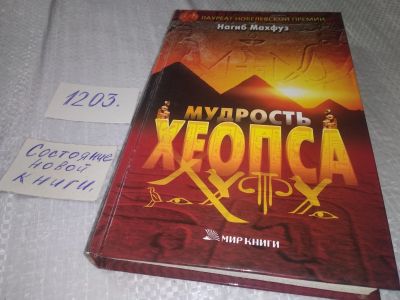 ЛАУРЕАТ НОБЕЛЕВСКОЙ ПРЕМИИ
Нагиб Махфуз
МУДРОСТЬ
ХЕОПСА
МИР КНИГИ
1203.
Состояние
новой
книги.